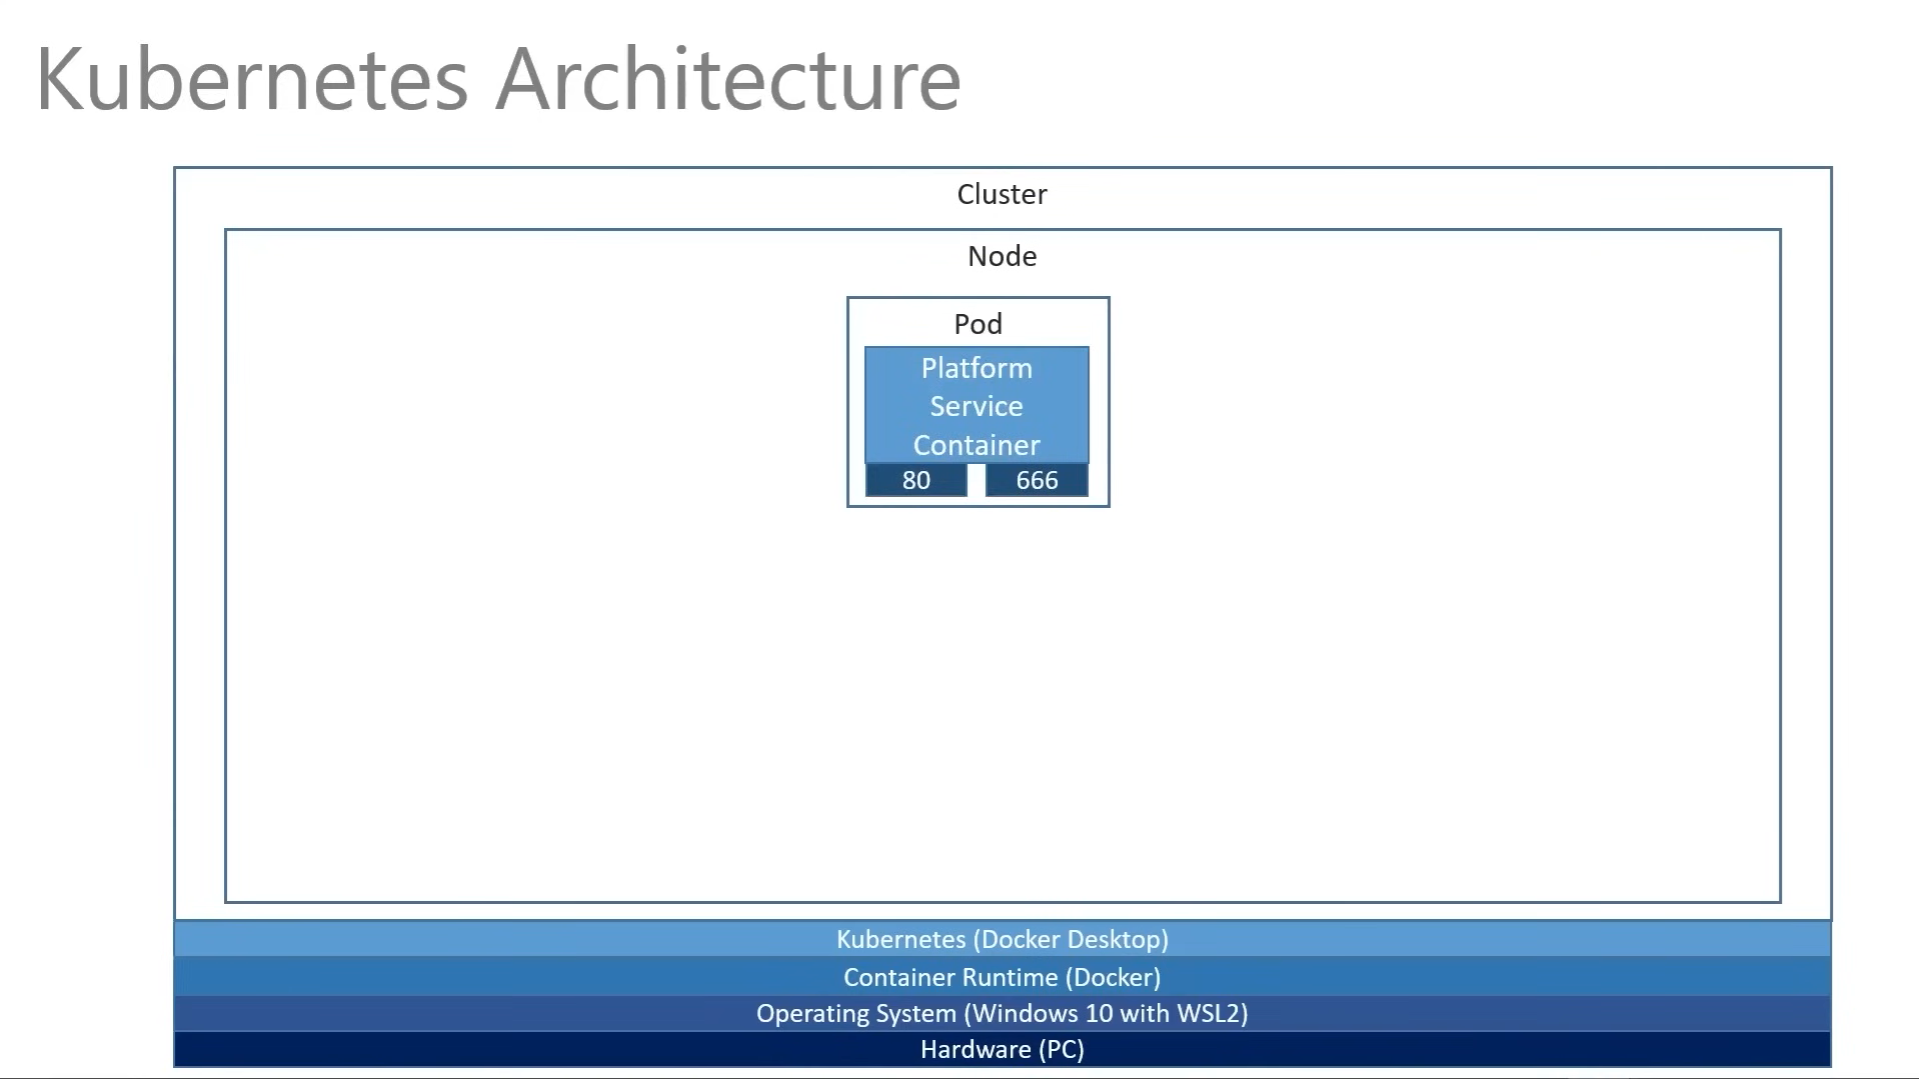 Kubernetes Architecture
Cluster
Node
Pod
Platform
Service
Container
80 666
Kubernetes (Docker Desktop)
Container Runtime (Docker)
Operating System (Windows 10 with WSL2)
Hardware (PC)